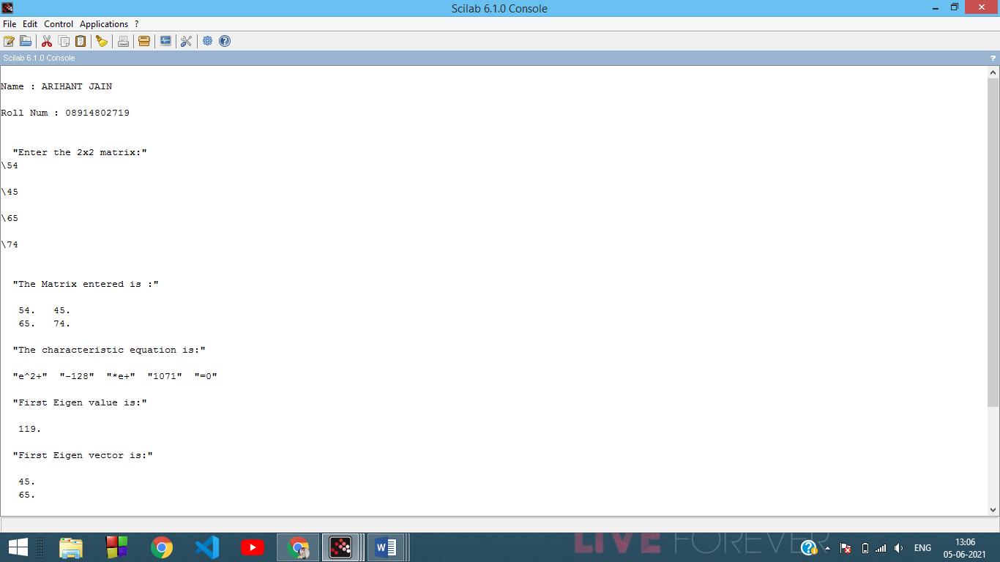 Scilab 6.1.0 Console
File Edit Control Applications ?
Scilab 6.1.0 Console ?
Name : ARIHANT JAIN
Roll Num : 08914802719
"Enter the 2x2 matrix:"
\54
\45
\65
\74
"The Matrix entered is :"
54. 45.
65. 74.
"The characteristic equation is:"
"e^2+" "-128" "*e+" "1071" "=0"
"First Eigen value is:"
119.
"First Eigen vector is:"
45.
65.
LIVE FOREVER
ENG
13:06
05-06-2021